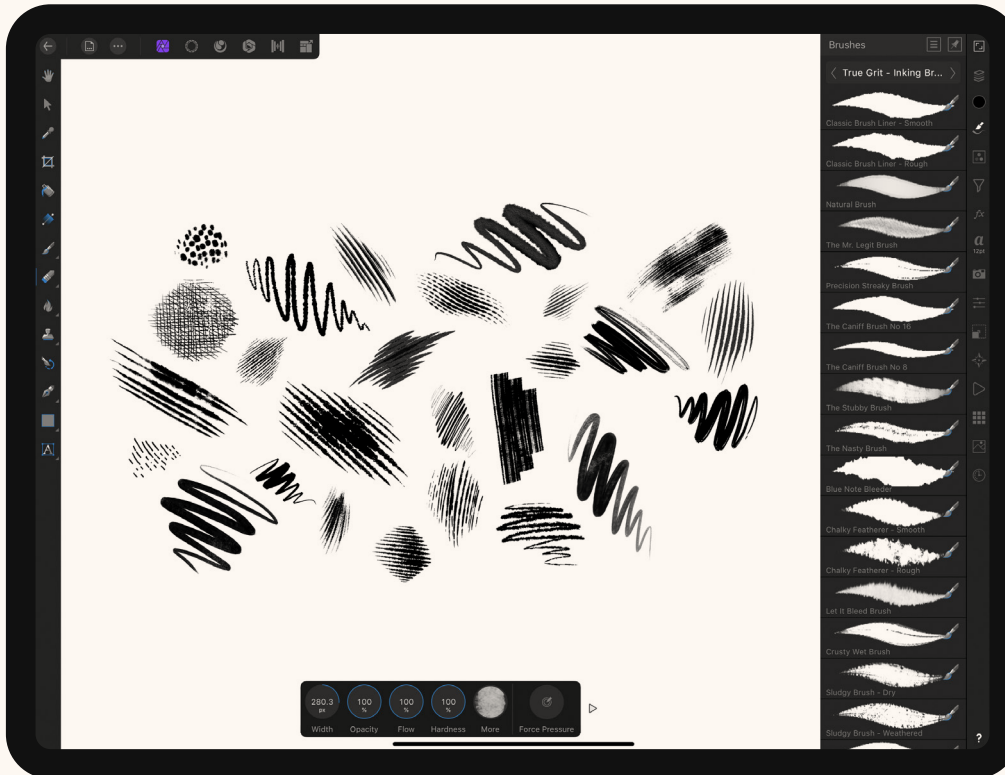 Brushes
True Grit - Inking Br...
Classic Brush Liner - Smooth
Classic Brush Liner - Rough
Natural Brush
The Mr. Legit Brush
a
12pt
Precision Streaky Brush
The Caniff Brush No 16
The Caniff Brush No 8
The Stubby Brush
The Nasty Brush
Blue Note Bleeder
Chalky Featherer - Smooth
Chalky Featherer - Rough
Let It Bleed Brush
Crusty Wet Brush
Sludgy Brush - Dry
Sludgy Brush - Weathered
fx
A
280.3 px
100 %
100 %
100 %
Width Opacity Flow Hardness More Force Pressure
?